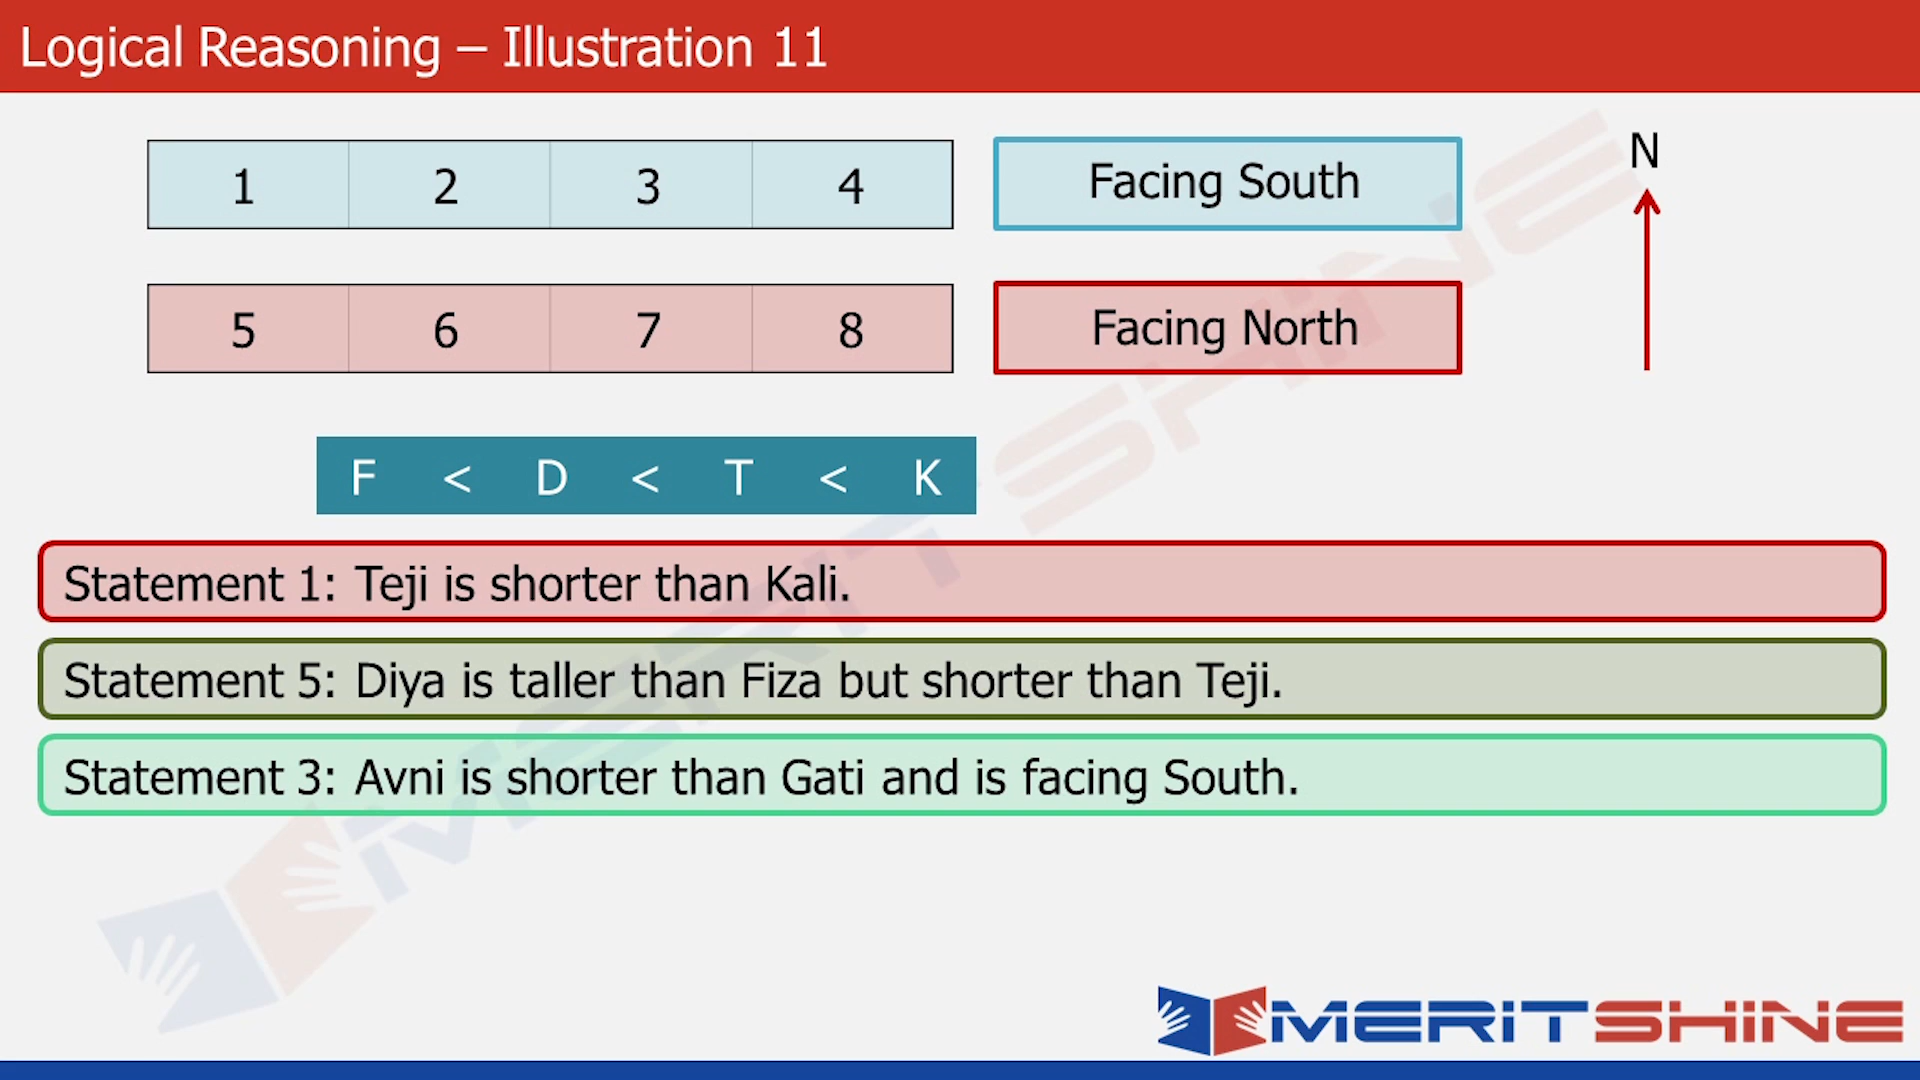 Logical Reasoning – Illustration 11
1 2 3 4 Facing South N
5 6 7 8 Facing North
F < D < T < K
Statement 1: Teji is shorter than Kali.
Statement 5: Diya is taller than Fiza but shorter than Teji.
Statement 3: Avni is shorter than Gati and is facing South.
MERITSHINE
MERIT SHINE